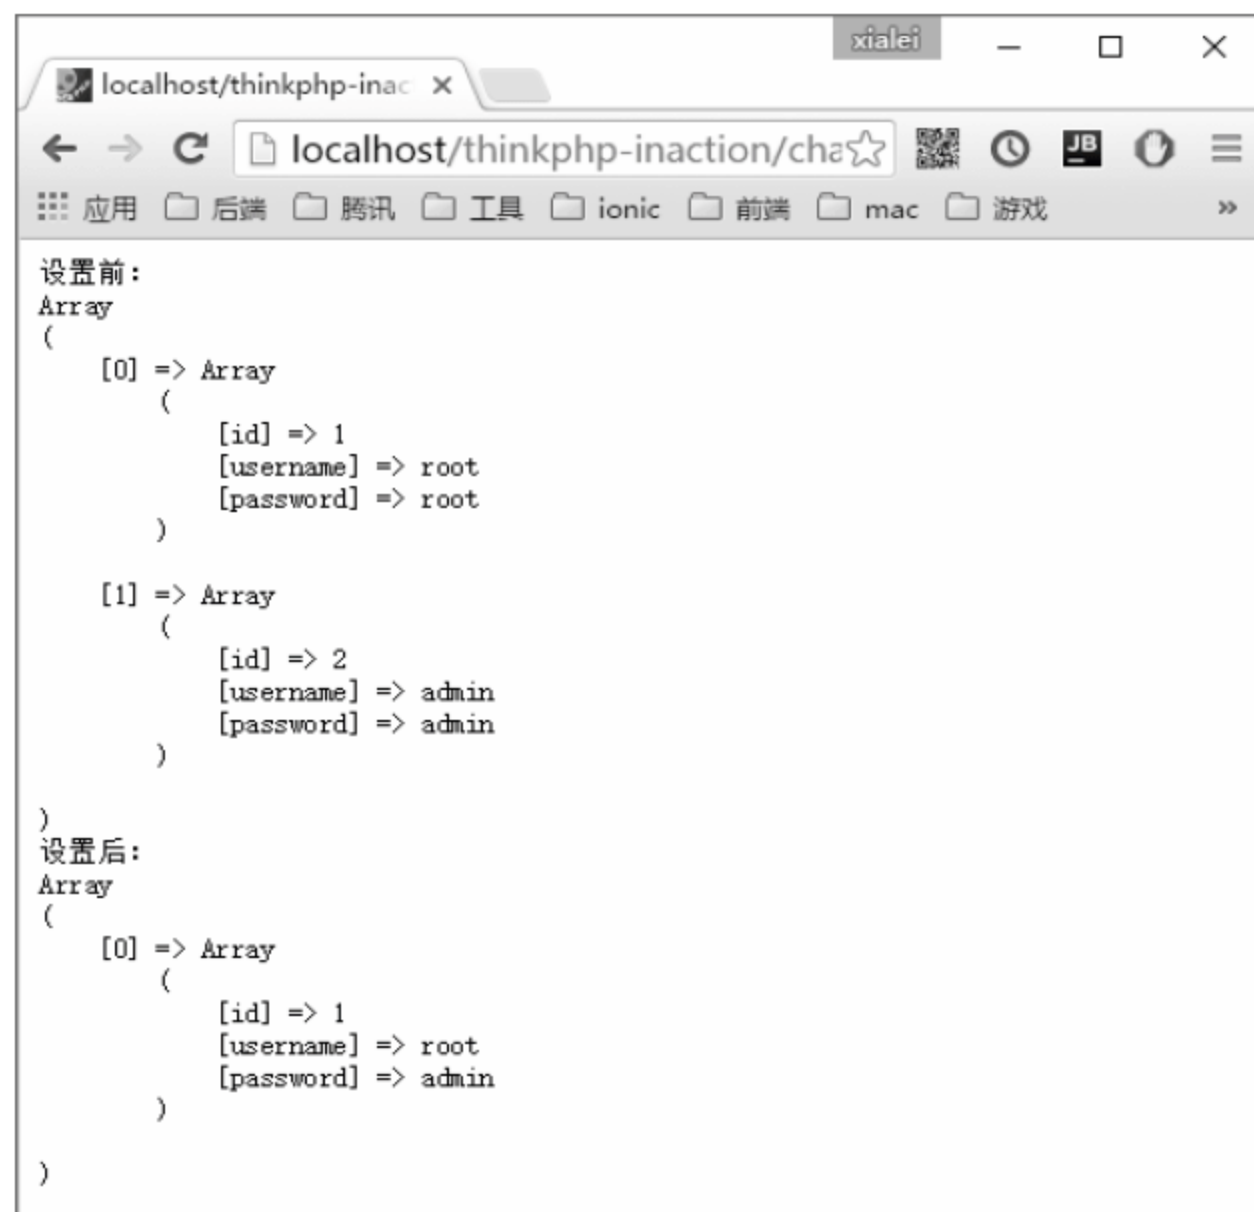 xialei
localhost/thinkphp-inac
localhost/thinkphp-inaction/cha
JB
应用 后端 腾讯 工具 ionic 前端 mac 游戏 »
设置前:
Array
(
    [0] => Array
        (
            [id] => 1
            [username] => root
            [password] => root
        )
    [1] => Array
        (
            [id] => 2
            [username] => admin
            [password] => admin
        )
)
设置后:
Array
(
    [0] => Array
        (
            [id] => 1
            [username] => root
            [password] => admin
        )
)